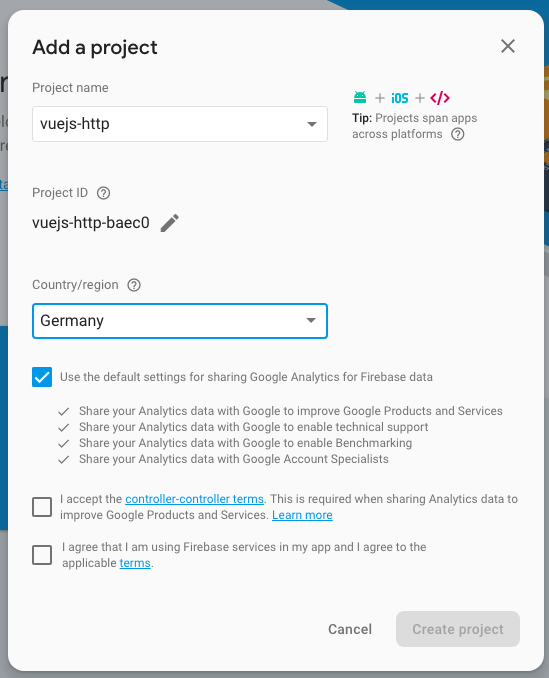 Add a project
Project name
vuejs-http
+ iOS + </>
Tip: Projects span apps
across platforms
Project ID
vuejs-http-baec0
Country/region
Germany
Use the default settings for sharing Google Analytics for Firebase data
Share your Analytics data with Google to improve Google Products and Services
Share your Analytics data with Google to enable technical support
Share your Analytics data with Google to enable Benchmarking
Share your Analytics data with Google Account Specialists
I accept the controller-controller terms. This is required when sharing Analytics data to
improve Google Products and Services. Learn more
I agree that I am using Firebase services in my app and I agree to the
applicable terms.
Cancel
Create project